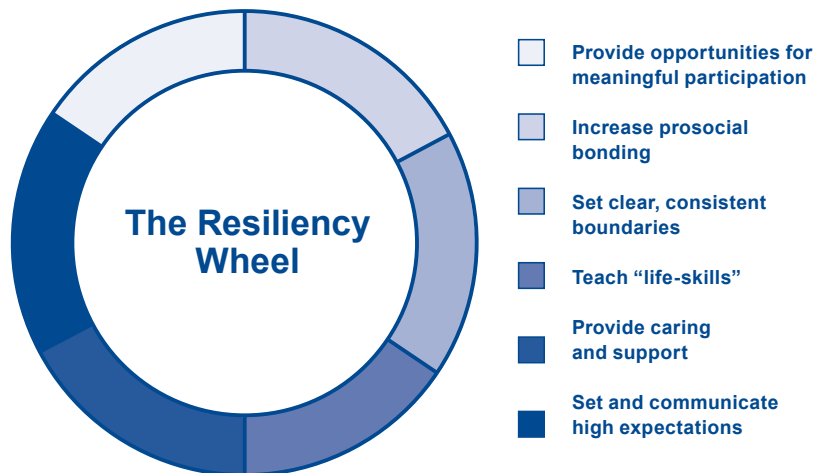 The Resiliency
Wheel
Provide opportunities for
meaningful participation
Increase prosocial
bonding
Set clear, consistent
boundaries
Teach “life-skills”
Provide caring
and support
Set and communicate
high expectations